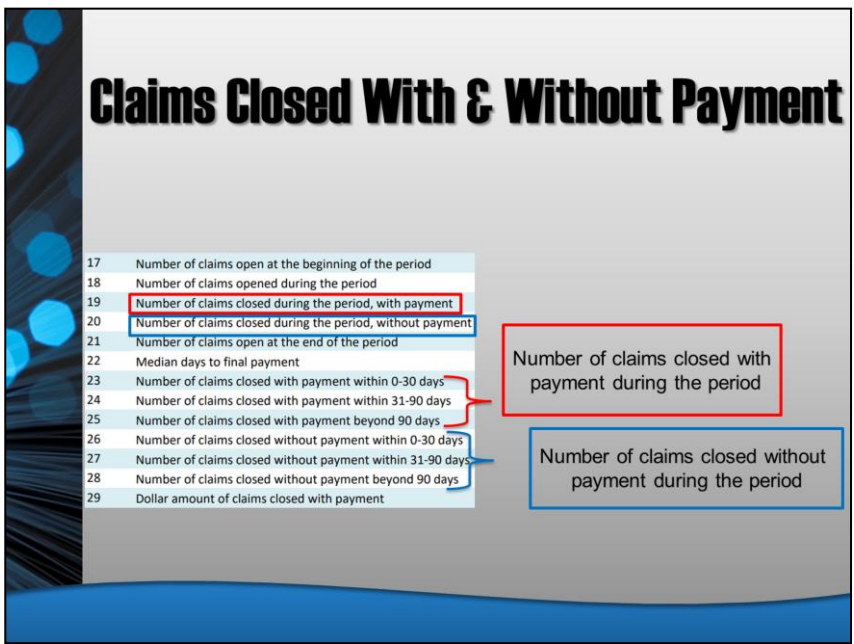 Claims Closed With & Without Payment
17 Number of claims open at the beginning of the period
18 Number of claims opened during the period
19 Number of claims closed during the period, with payment
20 Number of claims closed during the period, without payment
21 Number of claims open at the end of the period
22 Median days to final payment
23 Number of claims closed with payment within 0-30 days
24 Number of claims closed with payment within 31-90 days
25 Number of claims closed with payment beyond 90 days
26 Number of claims closed without payment within 0-30 days
27 Number of claims closed without payment within 31-90 days
28 Number of claims closed without payment beyond 90 days
29 Dollar amount of claims closed with payment
Number of claims closed with
payment during the period
Number of claims closed without
payment during the period